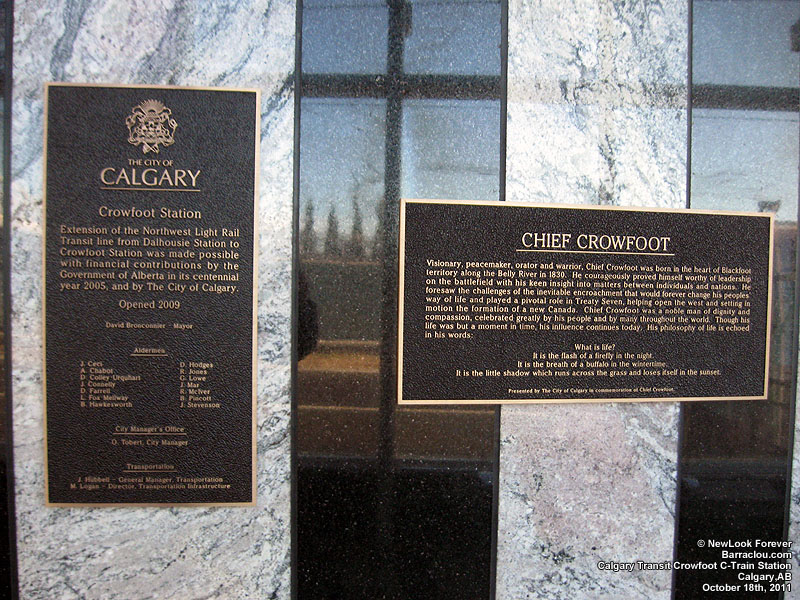 THE CITY OF
CALGARY
Crowfoot Station
Extension of the Northwest Light Rail
Transit line from Dalhousie Station to
Crowfoot Station was made possible
with financial contributions by the
Government of Alberta in its centennial
year 2005, and by The City of Calgary.
Opened 2009
David Bronconnier - Mayor
Aldermen
J. Ceci
A. Chabot
D. Colley-Urquhart
J. Connelly
D. Farrell
L. Fox-Mellway
B. Hawkesworth
D. Hodges
R. Jones
G. Lowe
J. Mar
R. McIver
B. Pincott
J. Stevenson
City Manager's Office
O. Tobert, City Manager
Transportation
J. Hubbell - General Manager, Transportation
M. Logan - Director, Transportation Infrastructure
CHIEF CROWFOOT
Visionary, peacemaker, orator and warrior, Chief Crowfoot was born in the heart of Blackfoot
territory along the Belly River in 1830. He courageously proved himself worthy of leadership
on the battlefield with his keen insight into matters between individuals and nations. He
foresaw the challenges of the inevitable encroachment that would forever change his peoples'
way of life and played a pivotal role in Treaty Seven, helping open the west and setting in
motion the formation of a new Canada. Chief Crowfoot was a noble man of dignity and
compassion, celebrated greatly by his people and by many throughout the world. Though his
life was but a moment in time, his influence continues today. His philosophy of life is echoed
in his words:
What is life?
It is the flash of a firefly in the night.
It is the breath of a buffalo in the wintertime.
It is the little shadow which runs across the grass and loses itself in the sunset.
Presented by The City of Calgary in commemoration of Chief Crowfoot.
© NewLook Forever
Barraclou.com
Calgary Transit Crowfoot C-Train Station
Calgary,AB
October 18th, 2011